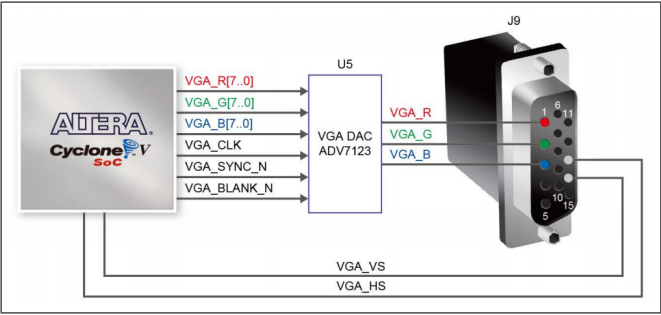 J9
U5
VGA_R[7..0]
VGA_G[7..0]
VGA_B[7..0]
VGA_CLK
VGA_SYNC_N
VGA_BLANK_N
ALTERA.
Cyclone V
SoC
VGA DAC
ADV7123
VGA_R
VGA_G
VGA_B
1
6
11
5
10
15
VGA_VS
VGA_HS